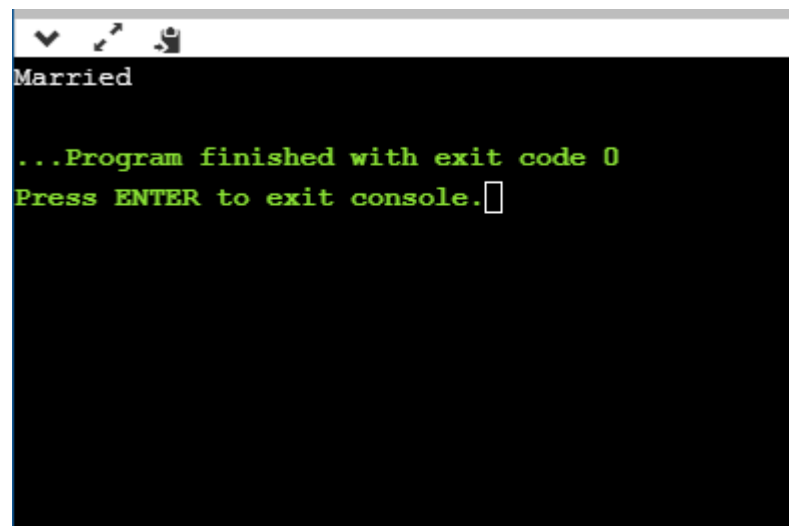 Married
...Program finished with exit code 0
Press ENTER to exit console.